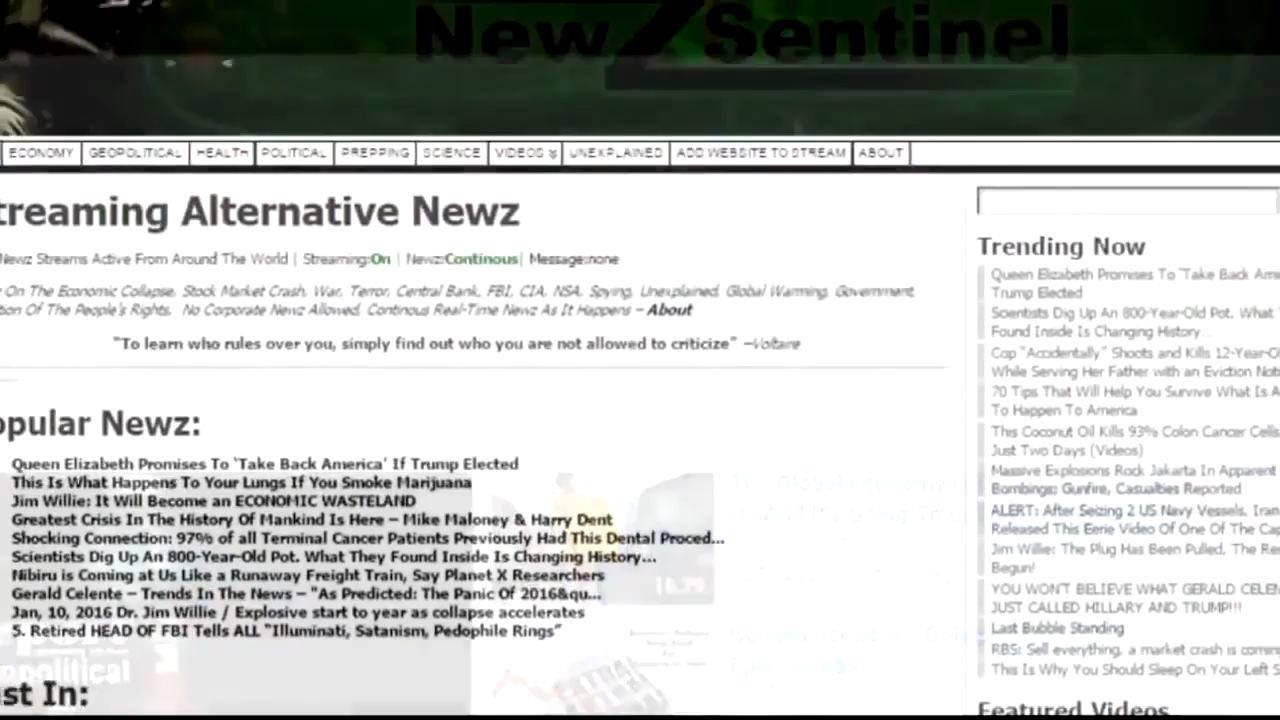 NewZSentinel
ECONOMY GEOPOLITICAL HEALTH POLITICAL PREPPING SCIENCE VIDEOS UNEXPLAINED ADD WEBSITE TO STREAM ABOUT
treaming Alternative Newz
Newz Streams Active From Around The World | Streaming:On | Newz:Continous| Message:none
On The Economic Collapse, Stock Market Crash, War, Terror, Central Bank, FBI, CIA, NSA, Spying, Unexplained, Global Warming, Government,
tion Of The People's Rights. No Corporate Newz Allowed, Continous Real-Time Newz As It Happens – About
"To learn who rules over you, simply find out who you are not allowed to criticize" –Voltaire
opular Newz:
Queen Elizabeth Promises To 'Take Back America' If Trump Elected
This Is What Happens To Your Lungs If You Smoke Marijuana
Jim Willie: It Will Become an ECONOMIC WASTELAND
Greatest Crisis In The History Of Mankind Is Here – Mike Maloney & Harry Dent
Shocking Connection: 97% of all Terminal Cancer Patients Previously Had This Dental Proced...
Scientists Dig Up An 800-Year-Old Pot. What They Found Inside Is Changing History...
Nibiru is Coming at Us Like a Runaway Freight Train, Say Planet X Researchers
Gerald Celente – Trends In The News – "As Predicted: The Panic Of 2016&qu...
Jan, 10, 2016 Dr. Jim Willie / Explosive start to year as collapse accelerates
5. Retired HEAD OF FBI Tells ALL "Illuminati, Satanism, Pedophile Rings"
opolitical
st In:
Trending Now
Queen Elizabeth Promises To 'Take Back Ame
Trump Elected
Scientists Dig Up An 800-Year-Old Pot. What
Found Inside Is Changing History...
Cop "Accidentally" Shoots and Kills 12-Year-Ol
While Serving Her Father with an Eviction Not
70 Tips That Will Help You Survive What Is
To Happen To America
This Coconut Oil Kills 93% Colon Cancer Cells
Just Two Days (Videos)
Massive Explosions Rock Jakarta In Apparent
Bombings; Gunfire, Casualties Reported
ALERT: After Seizing 2 US Navy Vessels, Iran
Released This Eerie Video Of One Of The Ca
Jim Willie: The Plug Has Been Pulled, The Re
Begun!
YOU WON'T BELIEVE WHAT GERALD CELEN
JUST CALLED HILLARY AND TRUMP!!!
Last Bubble Standing
RBS: Sell everything, a market crash is coming
This Is Why You Should Sleep On Your Left S
Featured Videos